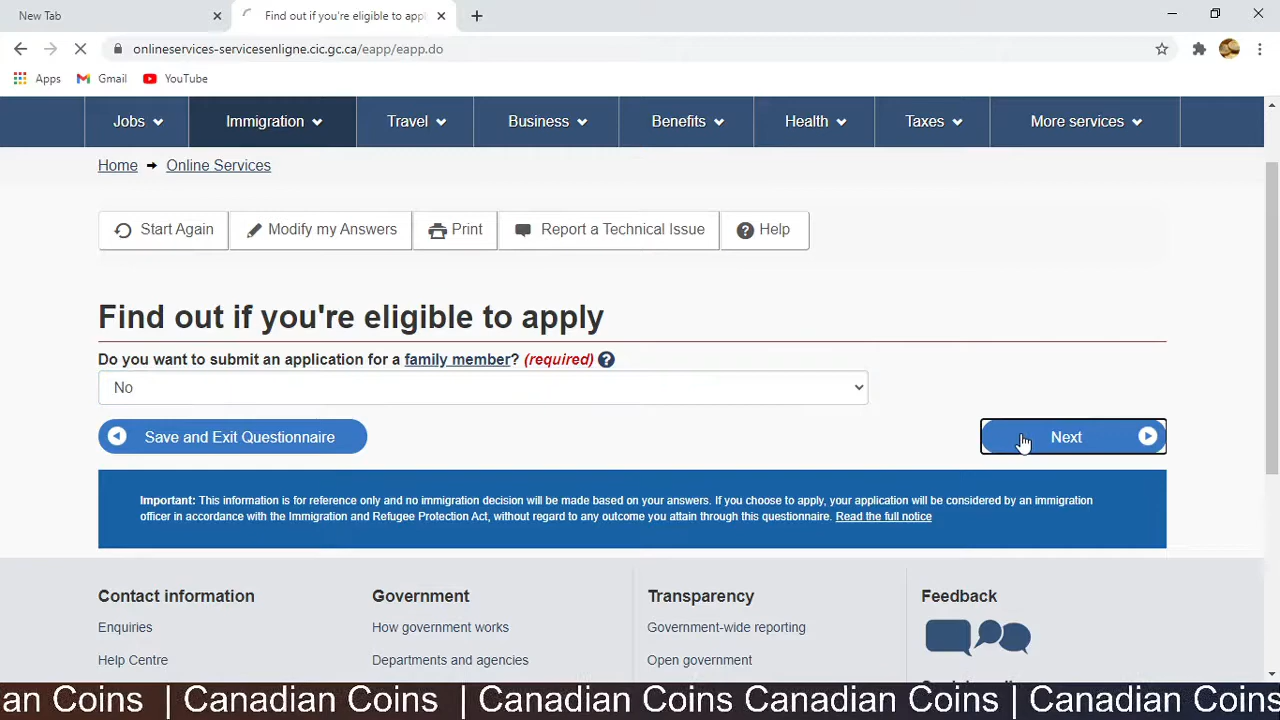 New Tab
Find out if you're eligible to appl
onlineservices-servicesenligne.cic.gc.ca/eapp/eapp.do
Apps Gmail YouTube
Jobs Immigration Travel Business Benefits Health Taxes More services
Home Online Services
Start Again Modify my Answers Print Report a Technical Issue Help
Find out if you're eligible to apply
Do you want to submit an application for a family member? (required)
No
Save and Exit Questionnaire Next
Important: This information is for reference only and no immigration decision will be made based on your answers. If you choose to apply, your application will be considered by an immigration
officer in accordance with the Immigration and Refugee Protection Act, without regard to any outcome you attain through this questionnaire. Read the full notice
Contact information Government Transparency Feedback
Enquiries How government works Government-wide reporting
Help Centre Departments and agencies Open government
an Coins | Canadian Coins | Canadian Coins Canadian Coins | Canadian Coins